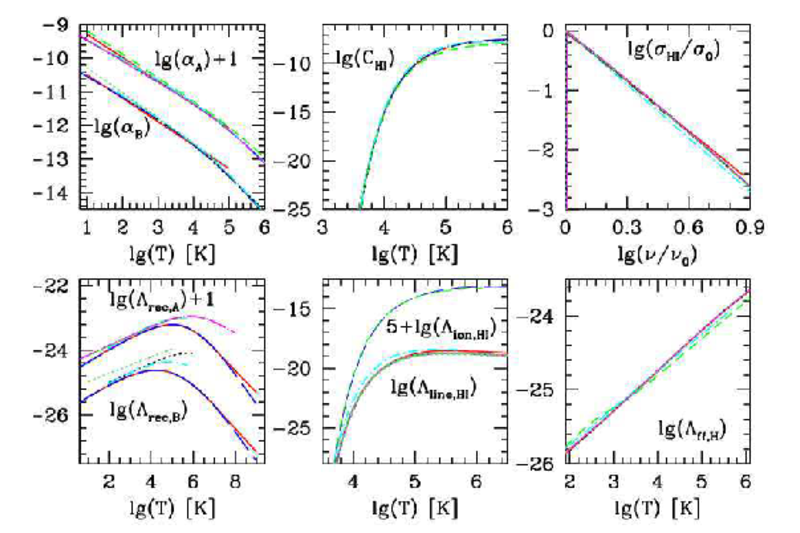 -9
-10
-11
-12
-13
-14
lg(α_A)+1
lg(α_B)
1 2 3 4 5 6
lg(T) [K]
-10
-15
-20
-25
lg(C_HI)
3 4 5 6
lg(T) [K]
-0
-1
-2
-3
lg(σ_HI/σ_0)
0 0.3 0.6 0.9
lg(ν/ν_0)
-22
-24
-26
lg(Λ_rec,A)+1
lg(Λ_rec,B)
2 4 6 8
lg(T) [K]
-15
-20
-25
5+lg(Λ_ion,HI)
lg(Λ_line,HI)
4 5 6
lg(T) [K]
-24
-25
-26
lg(Λ_ff,H)
2 3 4 5 6
lg(T) [K]